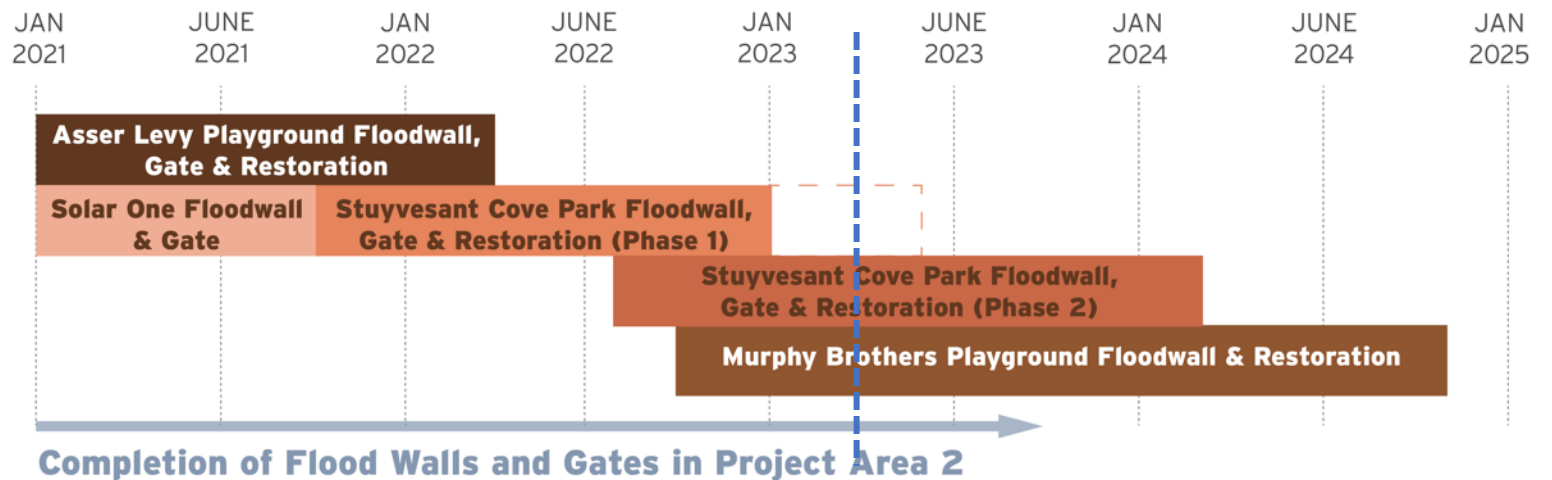 JAN JUNE JAN JUNE JAN JUNE JAN JUNE JAN
2021 2021 2022 2022 2023 2023 2024 2024 2025
Asser Levy Playground Floodwall,
Gate & Restoration
Solar One Floodwall
& Gate
Stuyvesant Cove Park Floodwall,
Gate & Restoration (Phase 1)
Stuyvesant Cove Park Floodwall,
Gate & Restoration (Phase 2)
Murphy Brothers Playground Floodwall & Restoration
Completion of Flood Walls and Gates in Project Area 2